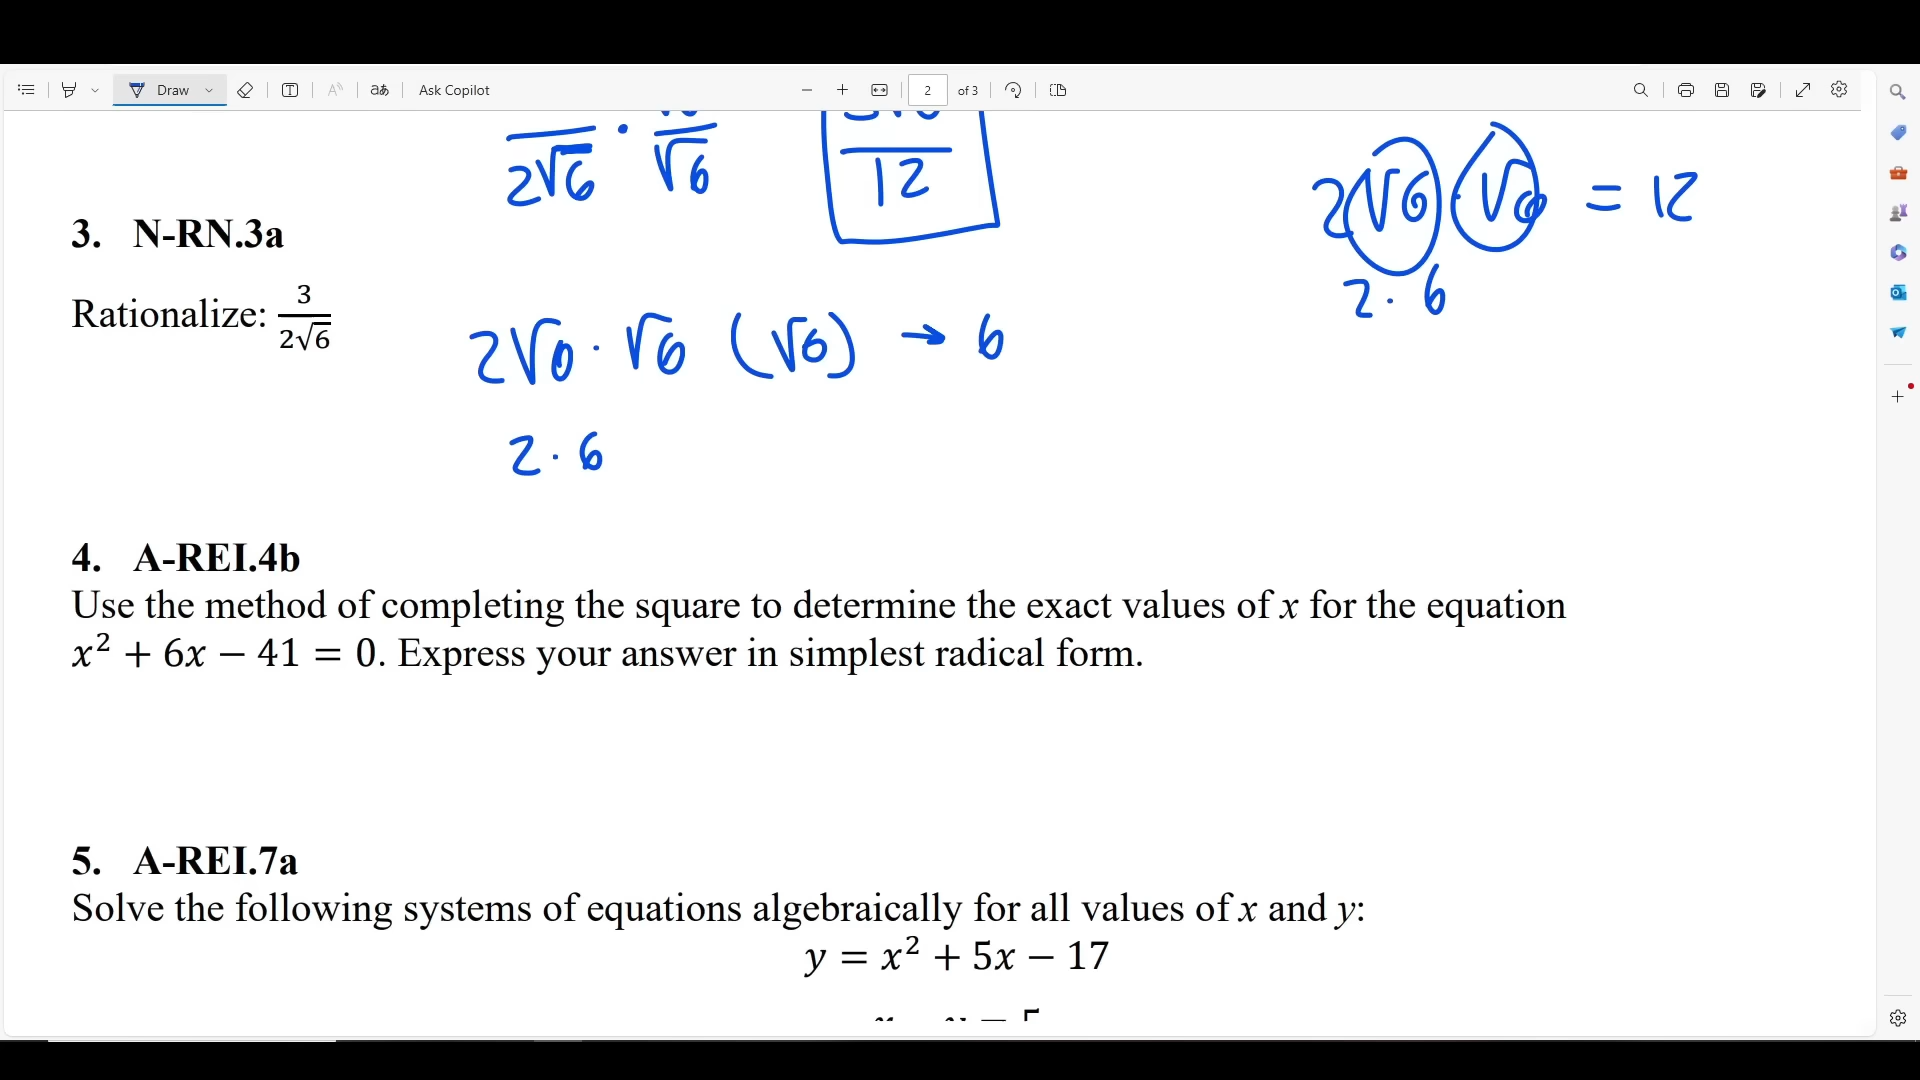 Draw
aあ
Ask Copilot
2 of 3
2√6 · √6
12
2√6 · √6 = 12
2 · 6
3. N-RN.3a
Rationalize: 3/2√6
2√6 · √6 (√6) → 6
2 · 6
4. A-REI.4b
Use the method of completing the square to determine the exact values of x for the equation
x² + 6x − 41 = 0. Express your answer in simplest radical form.
5. A-REI.7a
Solve the following systems of equations algebraically for all values of x and y:
y = x² + 5x − 17